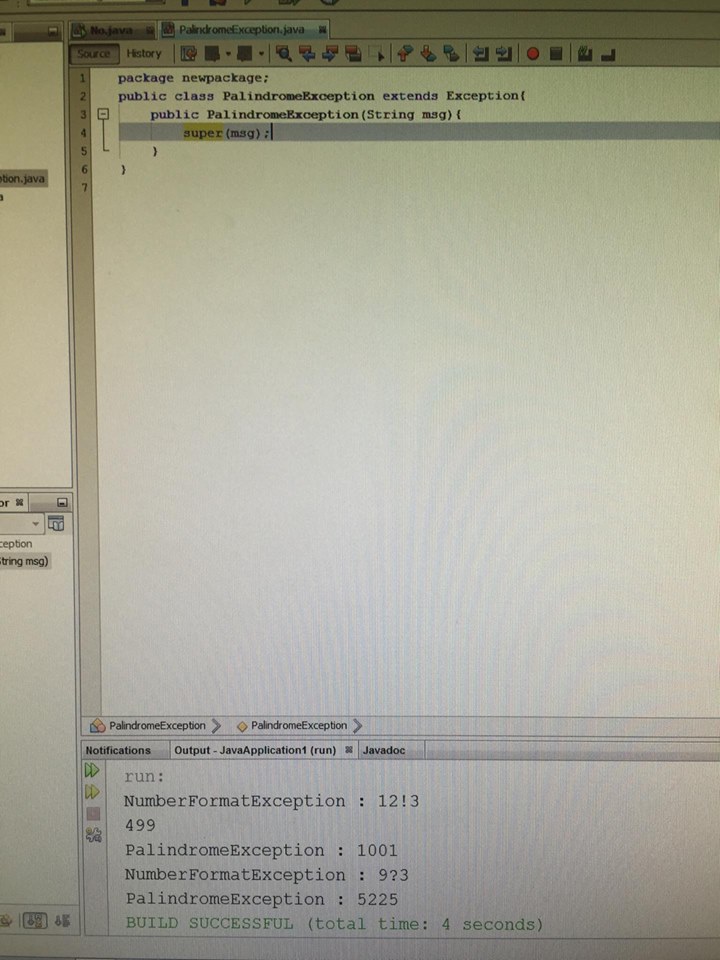 No.java PalindromeException.java
Source History
1 package newpackage;
2 public class PalindromeException extends Exception{
3 public PalindromeException(String msg){
4 super(msg);
5 }
6 }
7
tion.java
or
ception
String msg)
PalindromeException PalindromeException
Notifications Output - JavaApplication1 (run) Javadoc
run:
NumberFormatException : 12!3
499
PalindromeException : 1001
NumberFormatException : 9?3
PalindromeException : 5225
BUILD SUCCESSFUL (total time: 4 seconds)